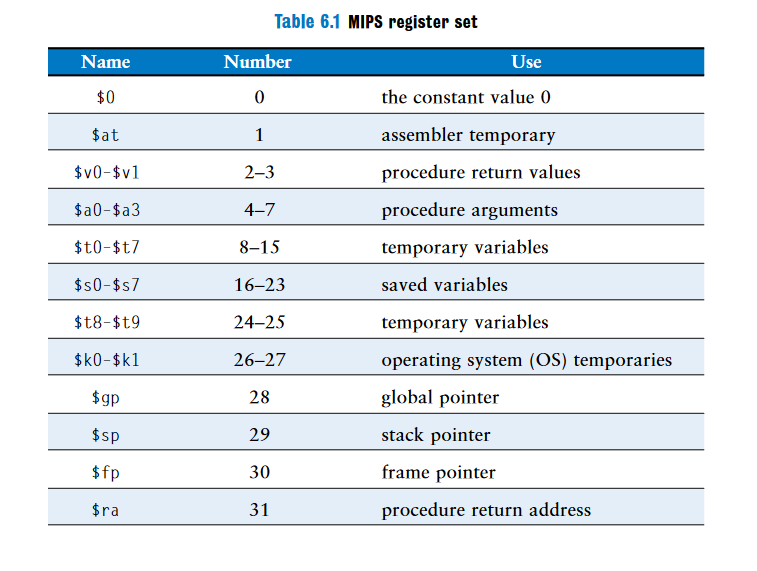 Table 6.1 MIPS register set
Name Number Use
$0 0 the constant value 0
$at 1 assembler temporary
$v0-$v1 2–3 procedure return values
$a0-$a3 4–7 procedure arguments
$t0-$t7 8–15 temporary variables
$s0-$s7 16–23 saved variables
$t8-$t9 24–25 temporary variables
$k0-$k1 26–27 operating system (OS) temporaries
$gp 28 global pointer
$sp 29 stack pointer
$fp 30 frame pointer
$ra 31 procedure return address